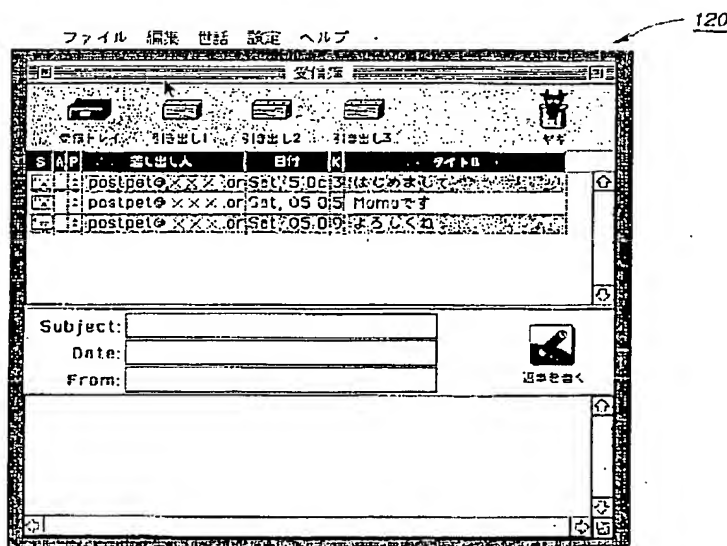 120
ファイル 編集 世話 設定 ヘルプ
受信簿
受信トレイ 引き出し1 引き出し2 引き出し3 ヤギ
S A P 差し出し人 日付 K タイトル
postpet@×××.or Sat, 5 Dc 3 はじめまして
postpet@×××.or Sat, 05 0 5 Momoです
postpet@×××.or Sat, 05 0 9 よろしくね
Subject:
Date:
From:
返事を書く